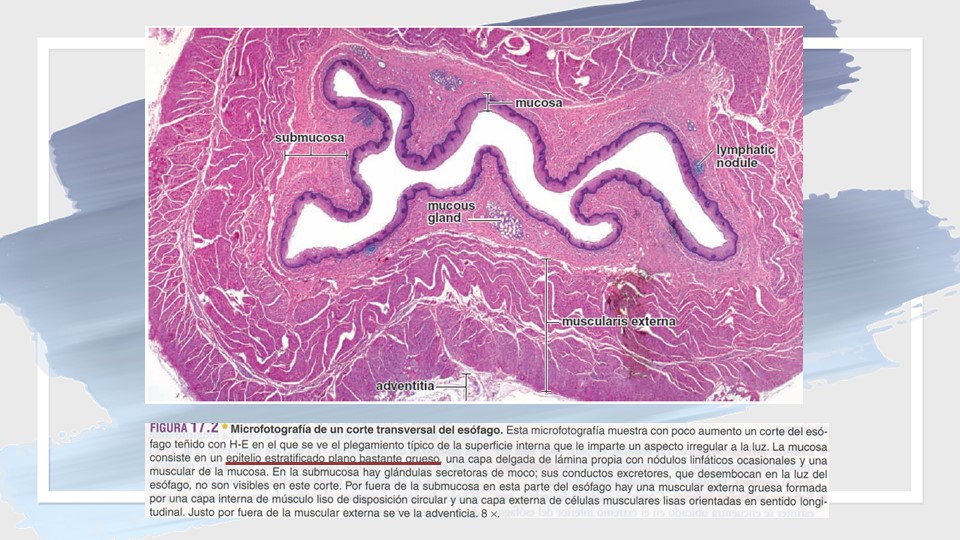 mucosa
submucosa
lymphatic
nodule
mucous
gland
muscularis externa
adventitia
FIGURA 17.2 • Microfotografía de un corte transversal del esófago. Esta microfotografía muestra con poco aumento un corte del esó-
fago teñido con H-E en el que se ve el plegamiento típico de la superficie interna que le imparte un aspecto irregular a la luz. La mucosa
consiste en un epitelio estratificado plano bastante grueso, una capa delgada de lámina propia con nódulos linfáticos ocasionales y una
muscular de la mucosa. En la submucosa hay glándulas secretoras de moco; sus conductos excretores, que desembocan en la luz del
esófago, no son visibles en este corte. Por fuera de la submucosa en esta parte del esófago hay una muscular externa gruesa formada
por una capa interna de músculo liso de disposición circular y una capa externa de células musculares lisas orientadas en sentido longi-
tudinal. Justo por fuera de la muscular externa se ve la adventicia. 8 ×.